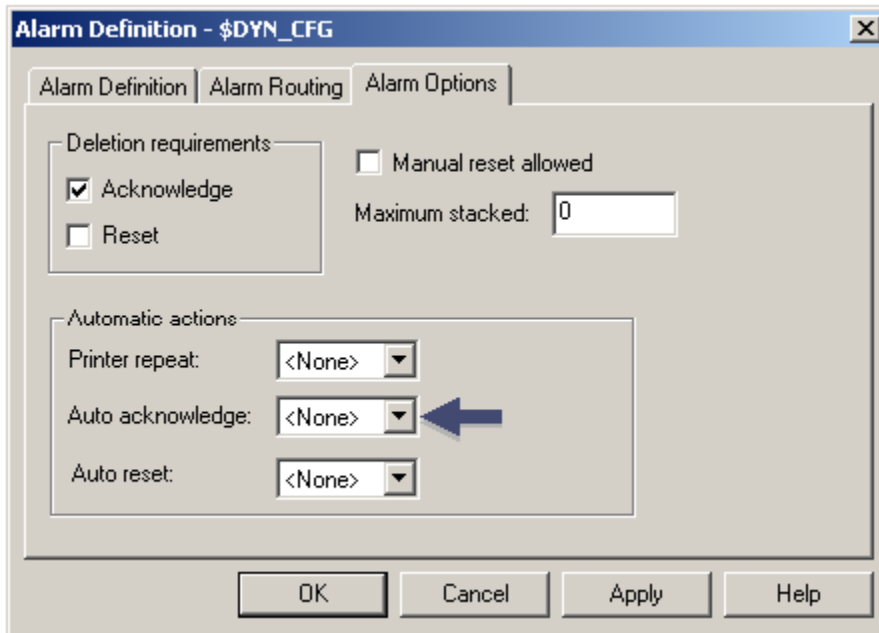 Alarm Definition - $DYN_CFG
Alarm Definition Alarm Routing Alarm Options
Deletion requirements
Acknowledge
Reset
Manual reset allowed
Maximum stacked: 0
Automatic actions
Printer repeat: <None>
Auto acknowledge: <None>
Auto reset: <None>
OK Cancel Apply Help